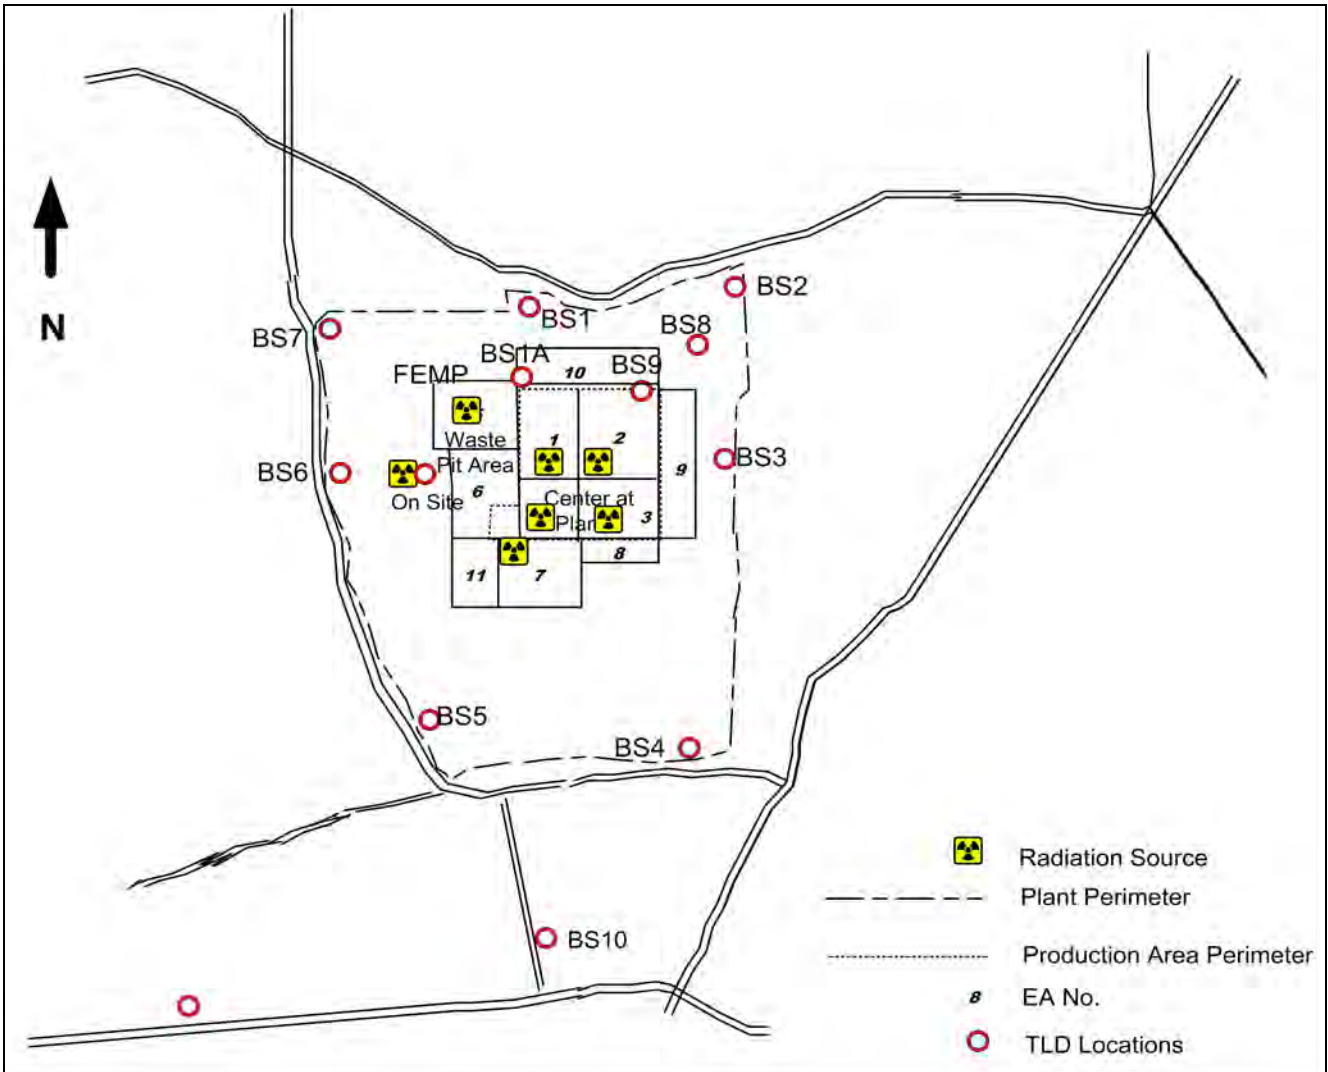 BS2
BS1
BS7
BS8
N
BS1A
10
BS9
FEMP
Waste
1
2
BS6
Pit Area
9
BS3
On Site
6
Center at
3
8
11
7
BS5
BS4
Radiation Source
Plant Perimeter
BS10
Production Area Perimeter
8 EA No.
TLD Locations